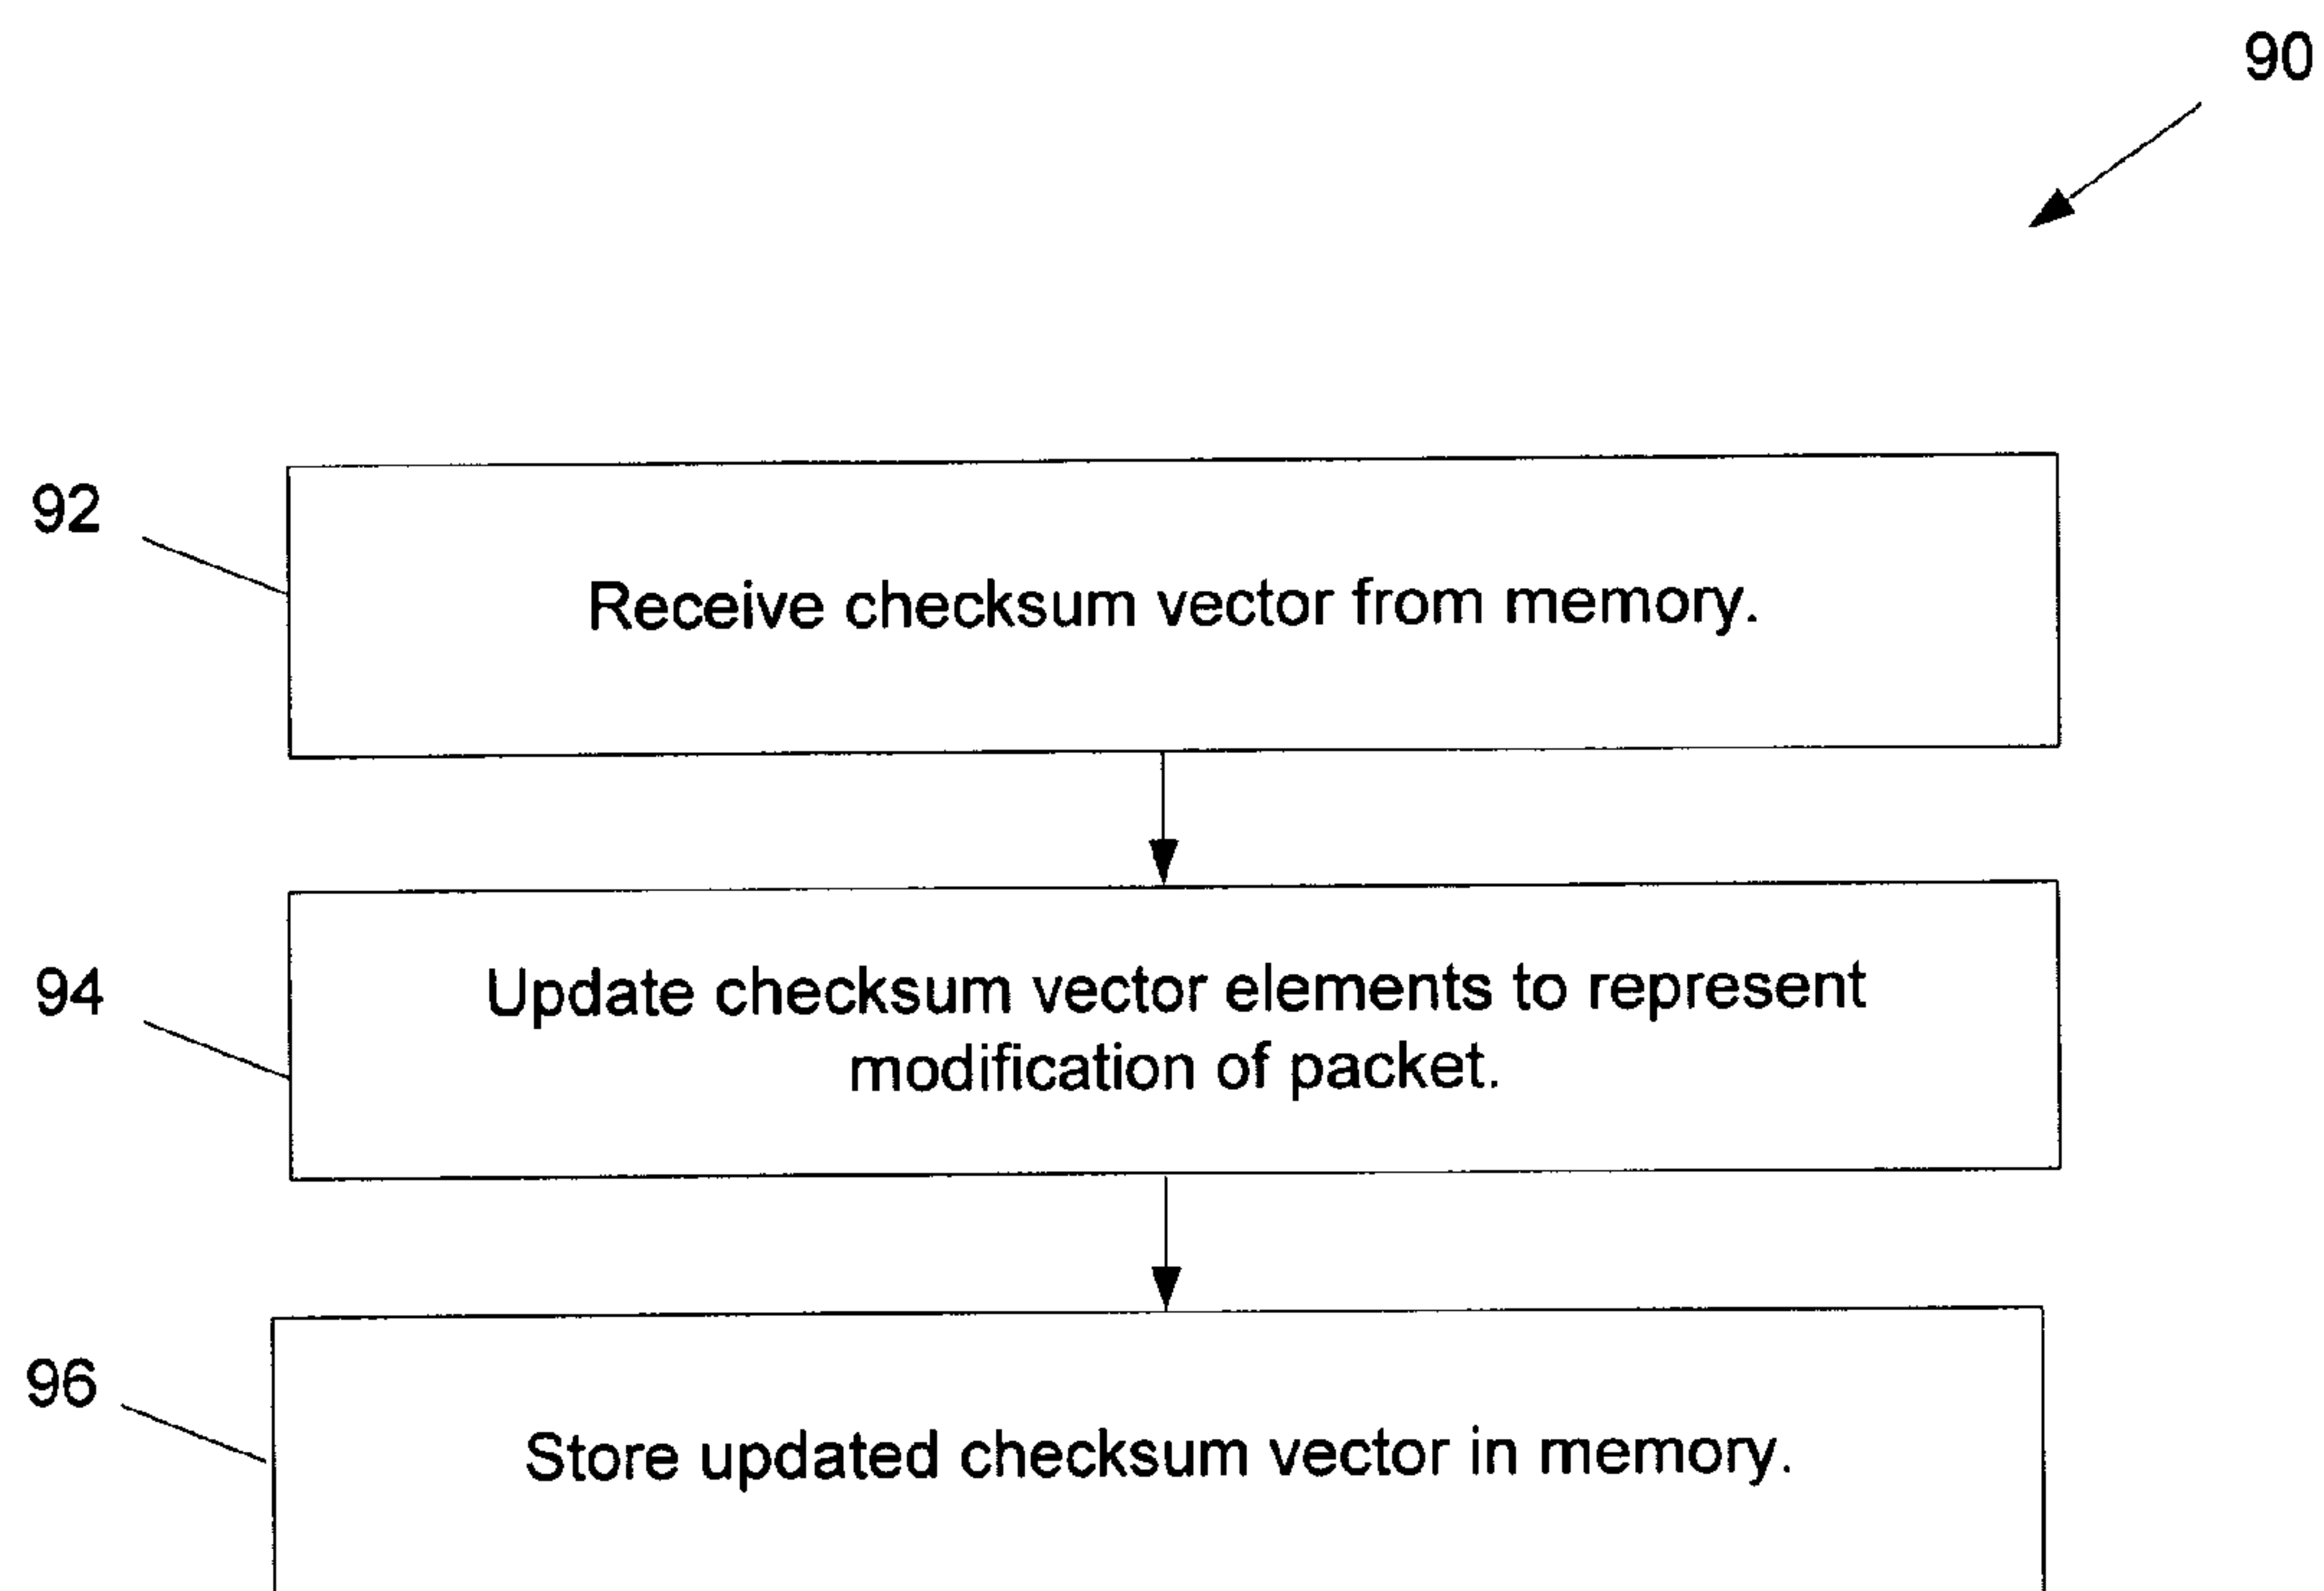 90
92
Receive checksum vector from memory.
94
Update checksum vector elements to represent
modification of packet.
96
Store updated checksum vector in memory.